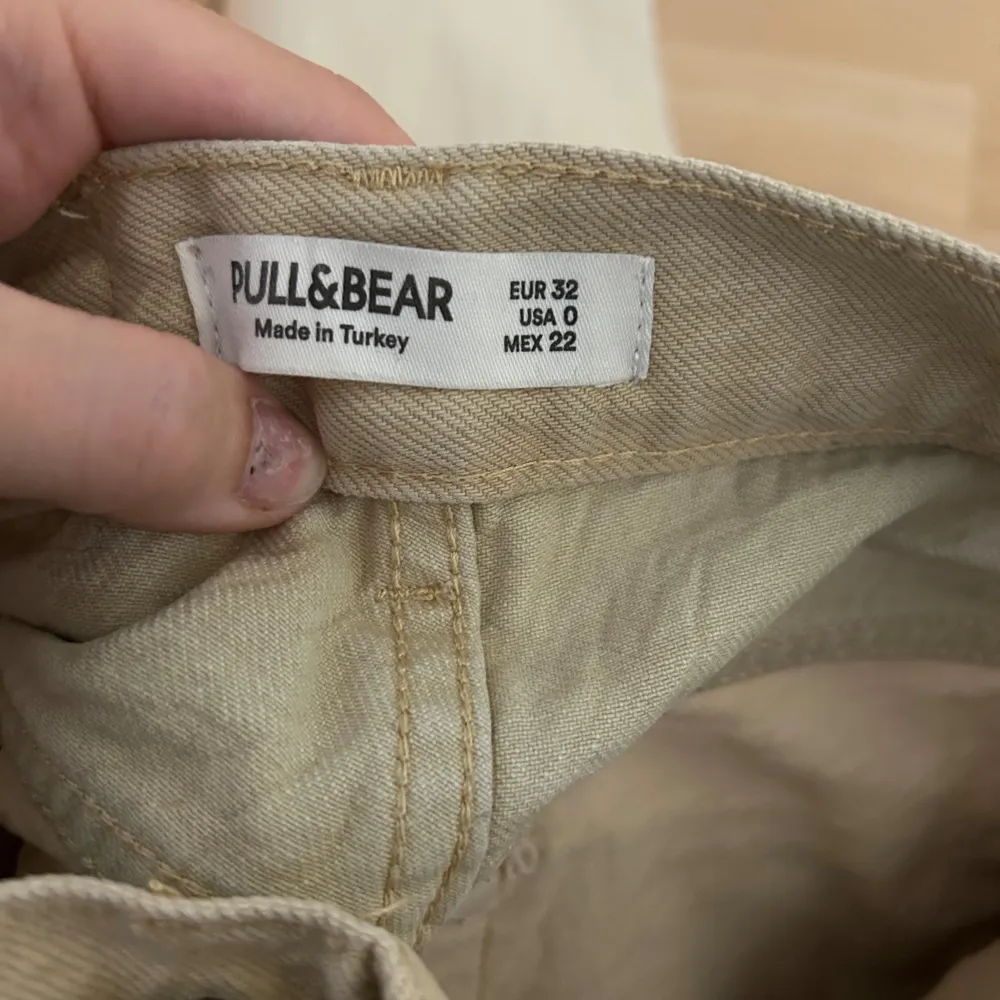 PULL&BEAR
Made in Turkey
EUR 32
USA 0
MEX 22